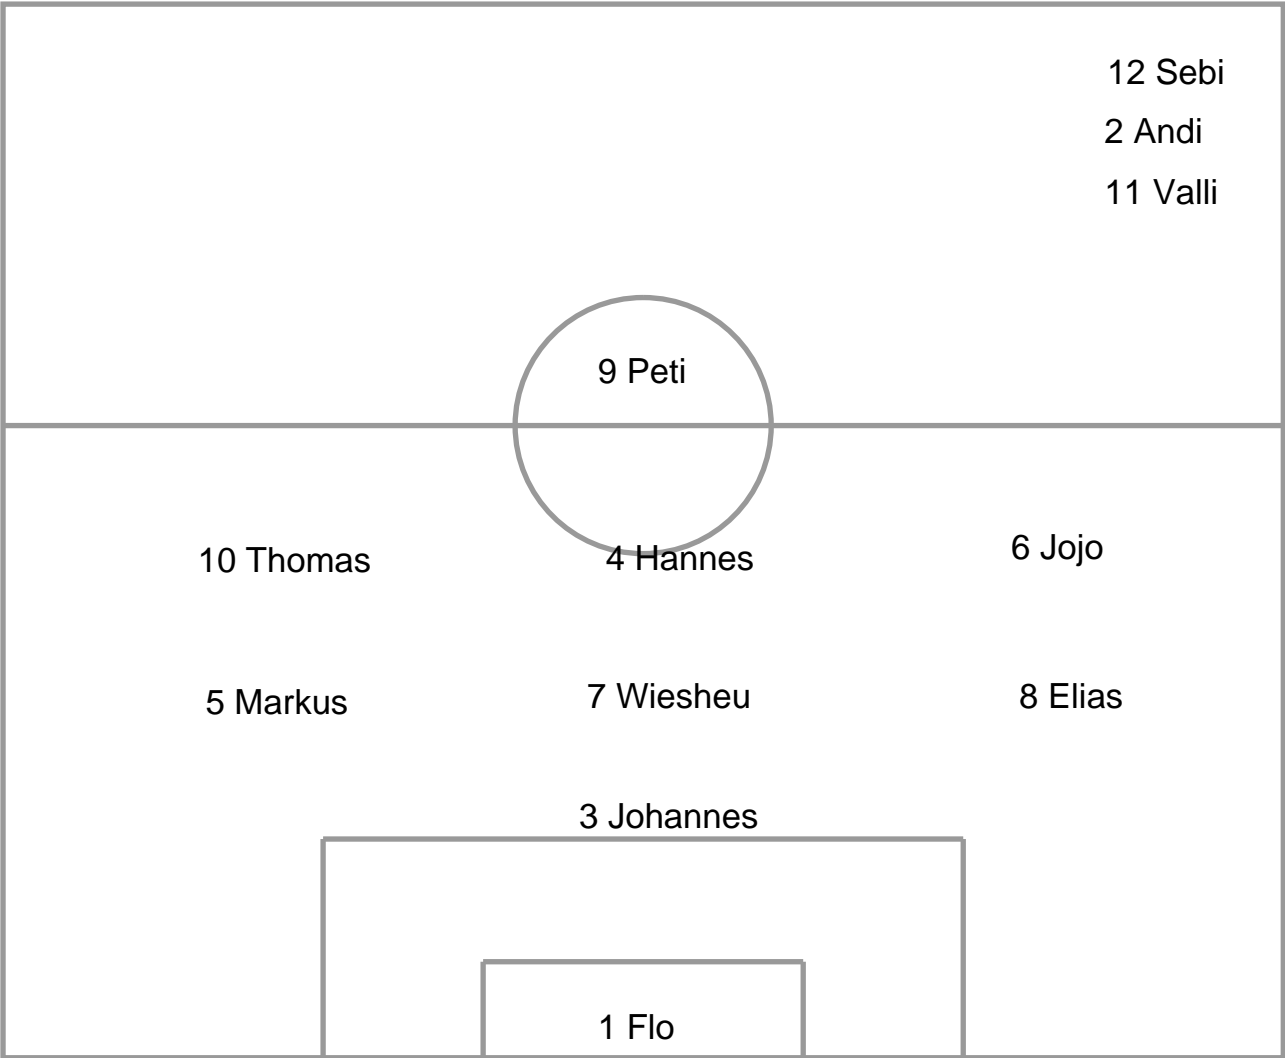 12 Sebi
2 Andi
11 Valli
9 Peti
10 Thomas
4 Hannes
6 Jojo
5 Markus
7 Wiesheu
8 Elias
3 Johannes
1 Flo